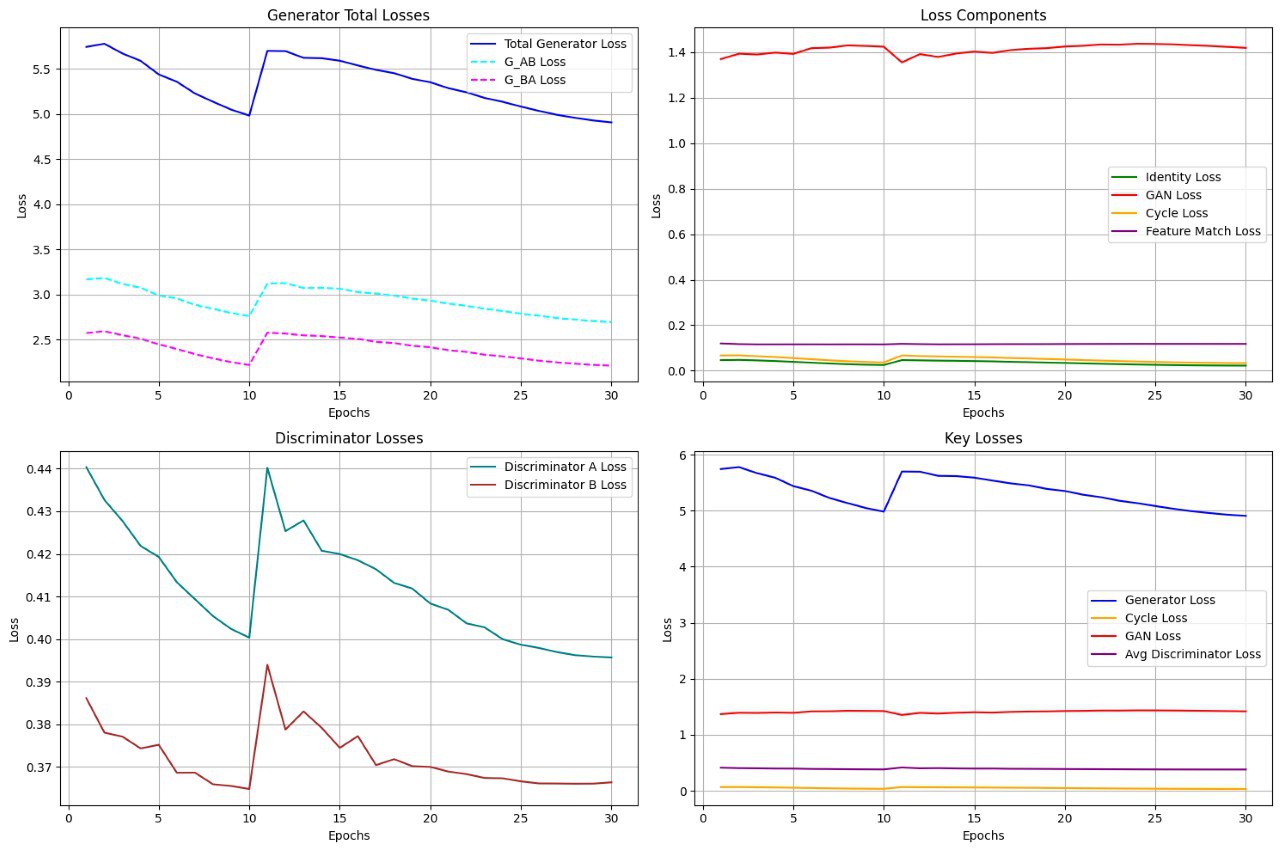 Generator Total Losses
Total Generator Loss
G_AB Loss
G_BA Loss
5.5
5.0
4.5
4.0
3.5
3.0
2.5
Loss
0 5 10 15 20 25 30
Epochs
Loss Components
Identity Loss
GAN Loss
Cycle Loss
Feature Match Loss
1.4
1.2
1.0
0.8
0.6
0.4
0.2
0.0
Loss
0 5 10 15 20 25 30
Epochs
Discriminator Losses
Discriminator A Loss
Discriminator B Loss
0.44
0.43
0.42
0.41
0.40
0.39
0.38
0.37
Loss
0 5 10 15 20 25 30
Epochs
Key Losses
Generator Loss
Cycle Loss
GAN Loss
Avg Discriminator Loss
6
5
4
3
2
1
0
Loss
0 5 10 15 20 25 30
Epochs